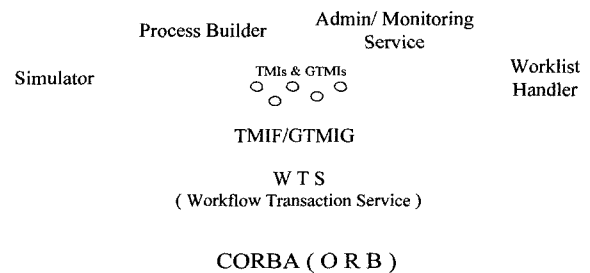 Process Builder
Admin/ Monitoring
Service
Simulator
TMIs & GTMIs
Worklist
Handler
TMIF/GTMIG
W T S
( Workflow Transaction Service )
CORBA ( O R B )